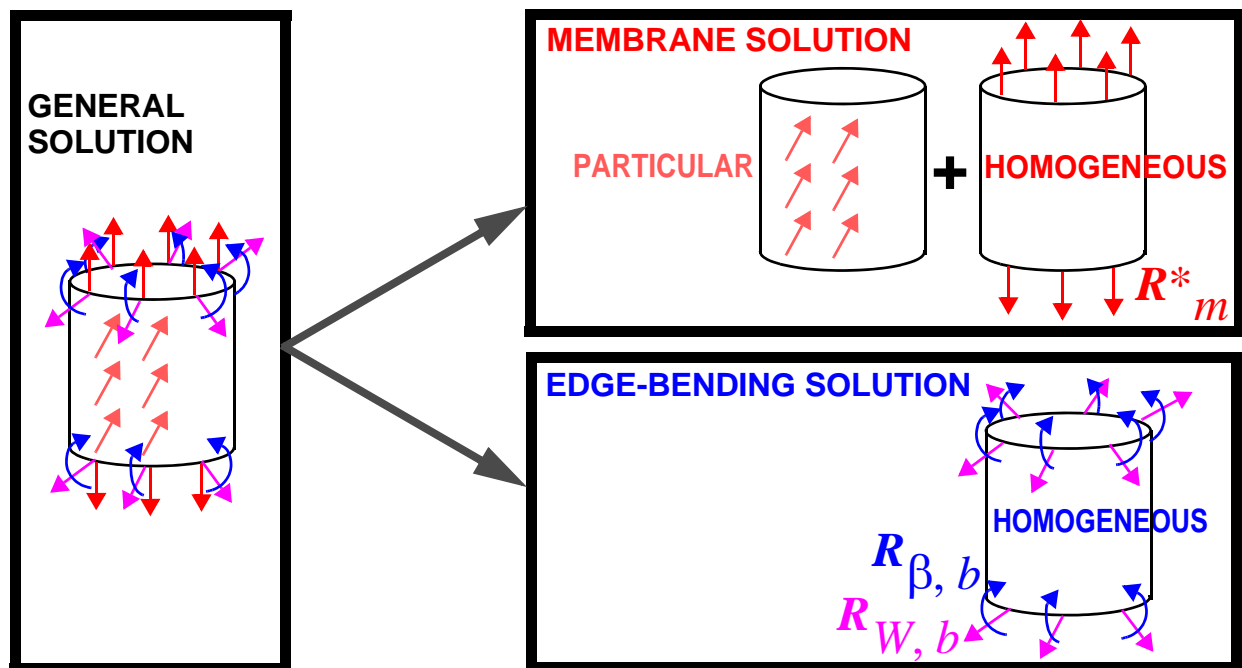 GENERAL
SOLUTION
MEMBRANE SOLUTION
PARTICULAR
+
HOMOGENEOUS
R*m
EDGE-BENDING SOLUTION
HOMOGENEOUS
Rβ, b
RW, b